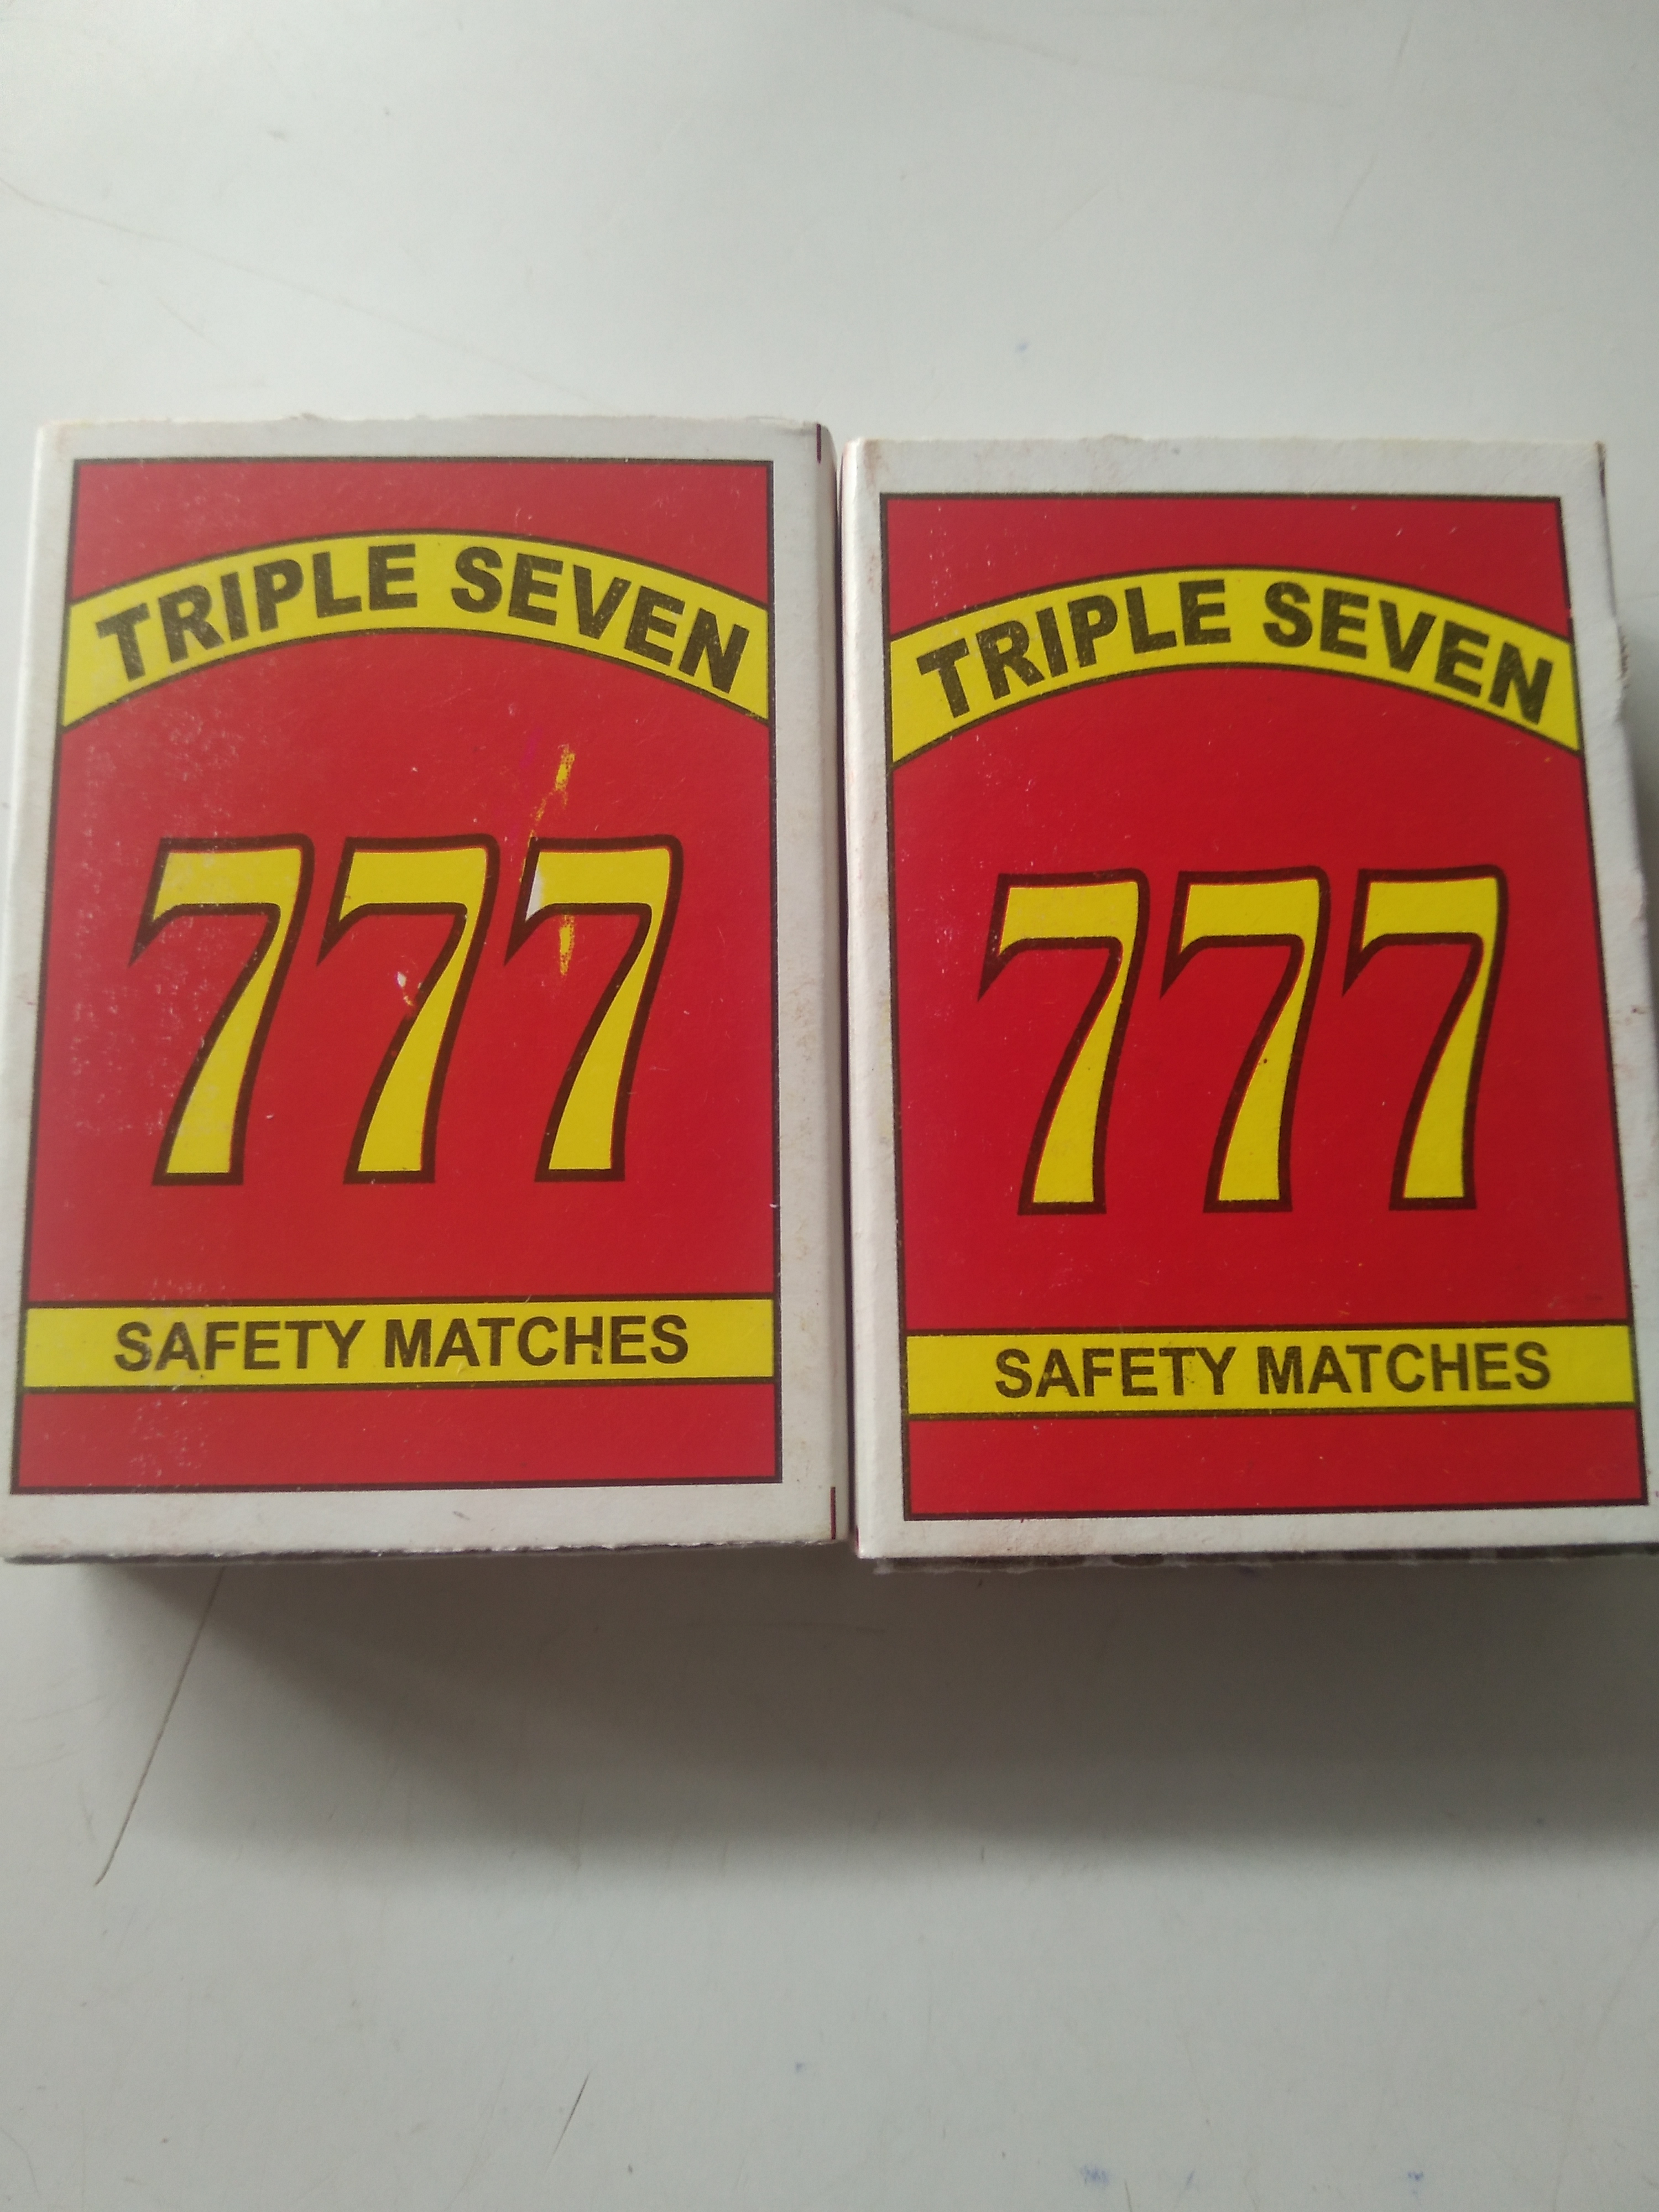 TRIPLE SEVEN
777
SAFETY MATCHES
TRIPLE SEVEN
777
SAFETY MATCHES